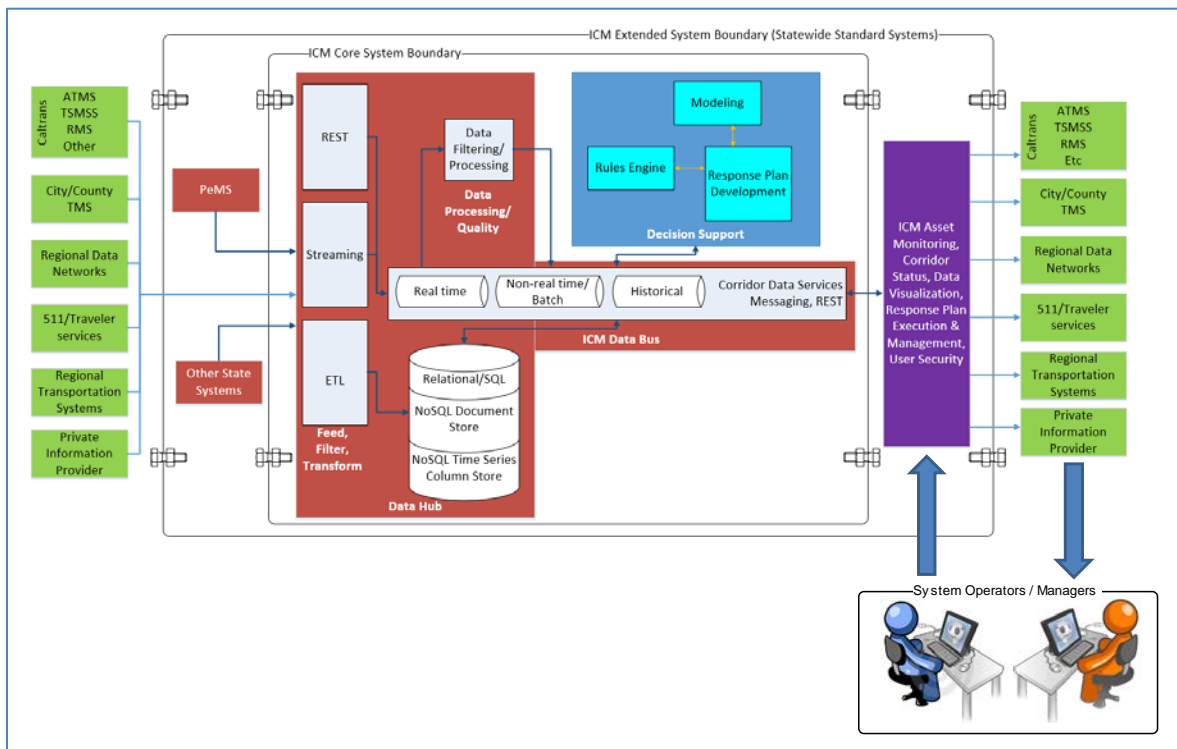 ICM Extended System Boundary (Statewide Standard Systems)
ICM Core System Boundary
Caltrans
ATMS
TSMSS
RMS
Other
City/County
TMS
Regional Data
Networks
511/Traveler
services
Regional
Transportation
Systems
Private
Information
Provider
PeMS
Other State
Systems
REST
Streaming
ETL
Feed,
Filter,
Transform
Data
Filtering/
Processing
Data
Processing/
Quality
Modeling
Rules Engine
Response Plan
Development
Decision Support
Real time
Non-real time/
Batch
Historical
Corridor Data Services
Messaging, REST
ICM Data Bus
Relational/SQL
NoSQL Document
Store
NoSQL Time Series
Column Store
Data Hub
ICM Asset
Monitoring,
Corridor
Status, Data
Visualization,
Response Plan
Execution &
Management,
User Security
Caltrans
ATMS
TSMSS
RMS
Etc
City/County
TMS
Regional Data
Networks
511/Traveler
services
Regional
Transportation
Systems
Private
Information
Provider
System Operators / Managers